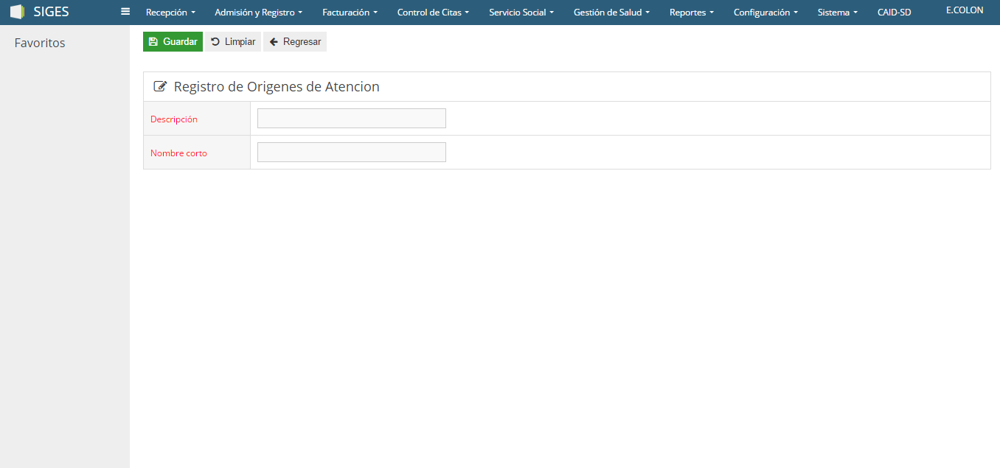 SIGES Recepción Admisión y Registro Facturación Control de Citas Servicio Social Gestión de Salud Reportes Configuración Sistema CAID-SD E.COLON
Favoritos
Guardar Limpiar Regresar
Registro de Origenes de Atencion
Descripción
Nombre corto